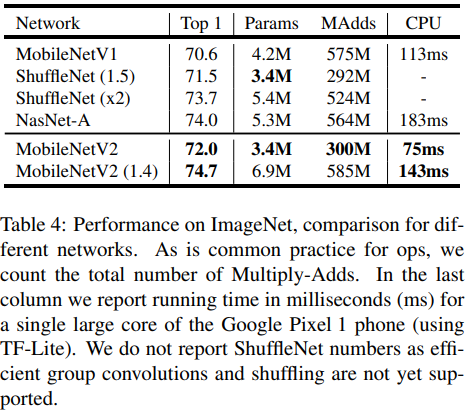 Network Top 1 Params MAdds CPU
MobileNetV1 70.6 4.2M 575M 113ms
ShuffleNet (1.5) 71.5 3.4M 292M -
ShuffleNet (x2) 73.7 5.4M 524M -
NasNet-A 74.0 5.3M 564M 183ms
MobileNetV2 72.0 3.4M 300M 75ms
MobileNetV2 (1.4) 74.7 6.9M 585M 143ms
Table 4: Performance on ImageNet, comparison for dif-
ferent networks. As is common practice for ops, we
count the total number of Multiply-Adds. In the last
column we report running time in milliseconds (ms) for
a single large core of the Google Pixel 1 phone (using
TF-Lite). We do not report ShuffleNet numbers as effi-
cient group convolutions and shuffling are not yet sup-
ported.